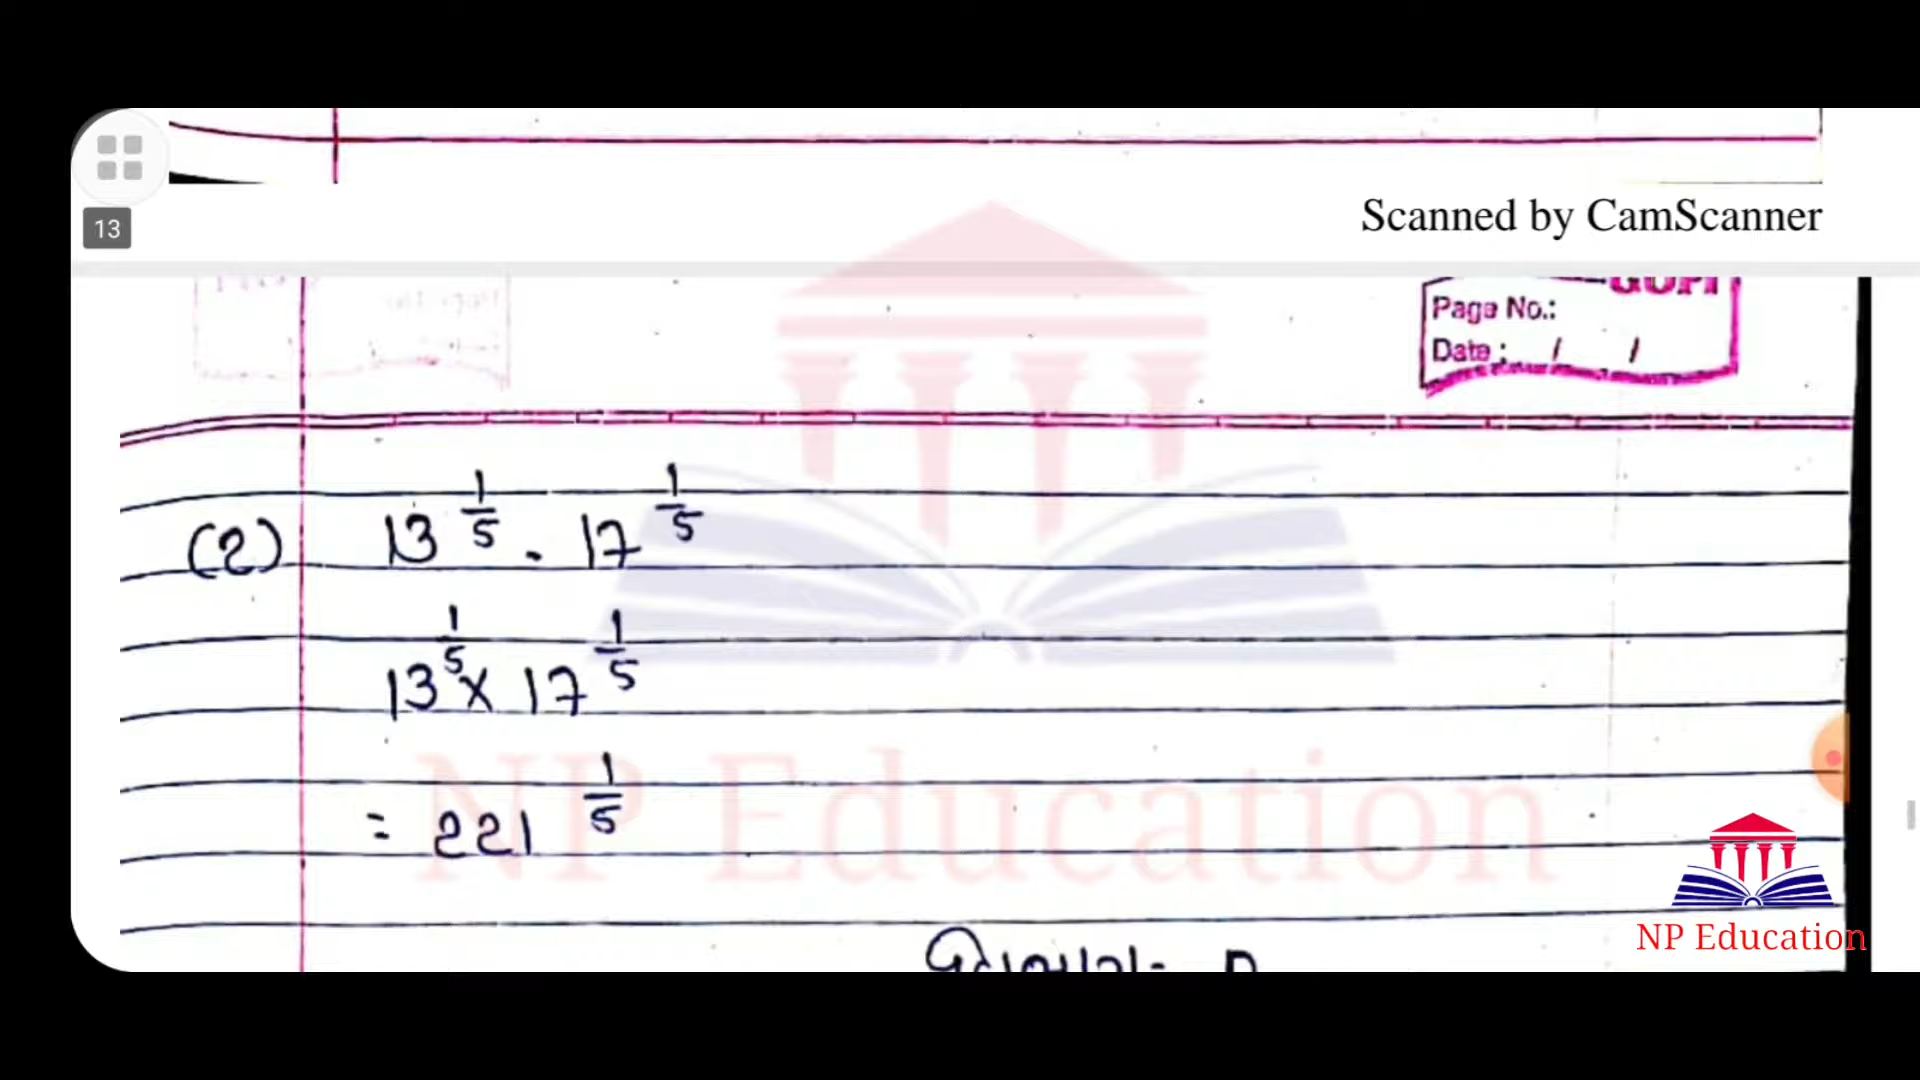 13
Scanned by CamScanner
Page No.:
Date : / /
(2) 13^{1/5} . 17^{1/5}
13^{1/5} x 17^{1/5}
= 221^{1/5}
NP Education
NP Education